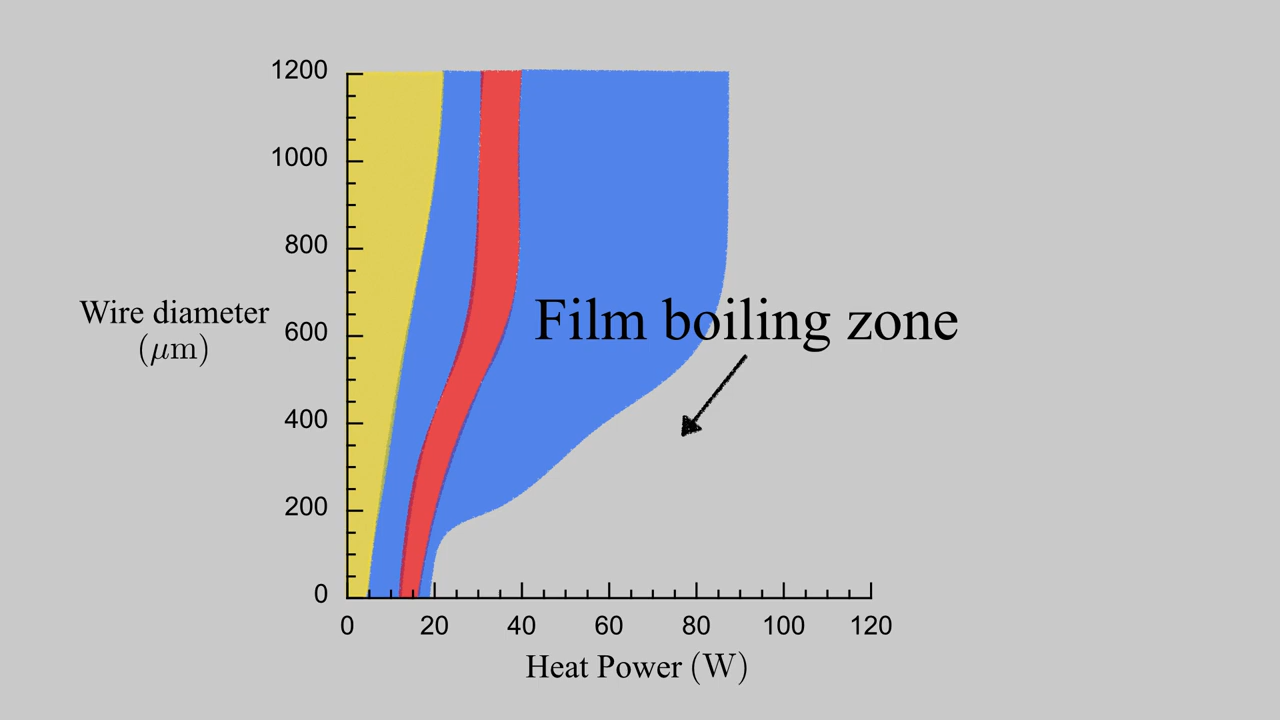 1200
1000
800
Wire diameter
(μm)
600
Film boiling zone
400
200
0
0 20 40 60 80 100 120
Heat Power (W)